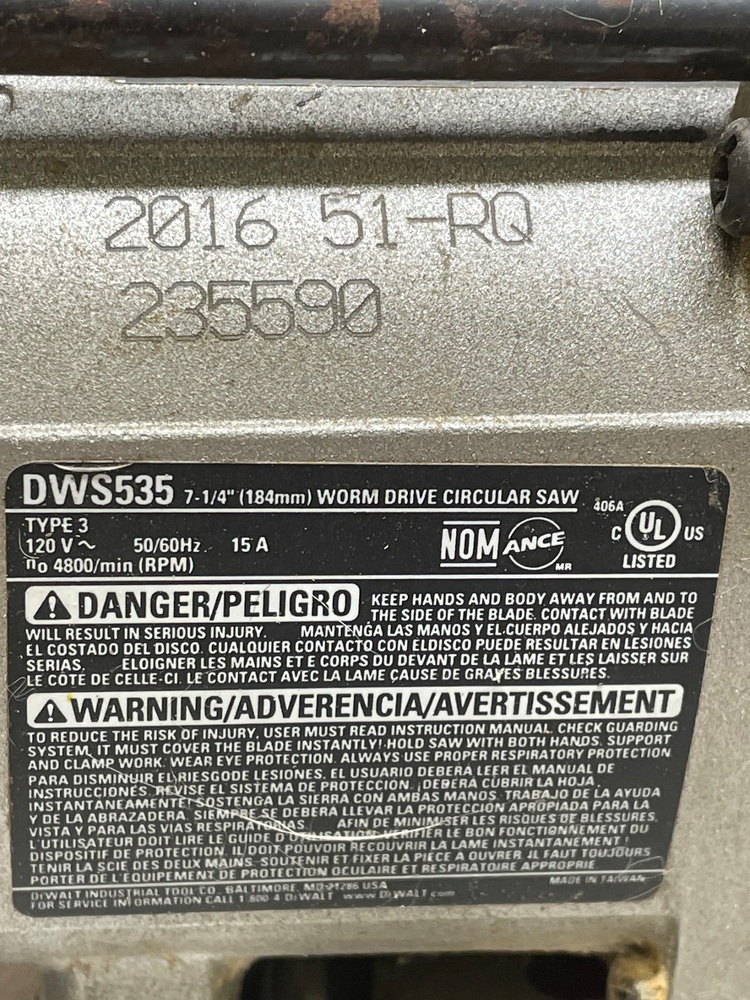 2016 51-RQ
235590
DWS535 7-1/4" (184mm) WORM DRIVE CIRCULAR SAW
TYPE 3
120 V ~ 50/60Hz 15 A
no 4800/min (RPM)
NOM ANCE MR
406A
C UL US
LISTED
DANGER/PELIGRO KEEP HANDS AND BODY AWAY FROM AND TO
THE SIDE OF THE BLADE. CONTACT WITH BLADE
WILL RESULT IN SERIOUS INJURY. MANTENGA LAS MANOS Y EL CUERPO ALEJADOS Y HACIA
EL COSTADO DEL DISCO. CUALQUIER CONTACTO CON ELDISCO PUEDE RESULTAR EN LESIONES
SERIAS. ELOIGNER LES MAINS ET E CORPS DU DEVANT DE LA LAME ET LES LAISSER SUR
LE CÔTE DE CELLE-CI. LE CONTACT AVEC LA LAME CAUSE DE GRAVES BLESSURES.
WARNING/ADVERENCIA/AVERTISSEMENT
TO REDUCE THE RISK OF INJURY, USER MUST READ INSTRUCTION MANUAL. CHECK GUARDING
SYSTEM, IT MUST COVER THE BLADE INSTANTLY! HOLD SAW WITH BOTH HANDS. SUPPORT
AND CLAMP WORK. WEAR EYE PROTECTION. ALWAYS USE PROPER RESPIRATORY PROTECTION
PARA DISMINUIR EL RIESGODE LESIONES, EL USUARIO DEBERÁ LEER EL MANUAL DE
INSTRUCCIONES. REVISE EL SISTEMA DE PROTECCION. ¡DEBERÁ CUBRIR LA HOJA
INSTANTANEAMENTE! SOSTENGA LA SIERRA CON AMBAS MANOS. TRABAJO DE LA AYUDA
Y DE LA ABRAZADERA. SIEMPRE SE DEBERA LLEVAR LA PROTECCIÓN APROPIADA PARA LA
VISTA Y PARA LAS VIAS RESPIRATORIAS AFIN DE MINIMISER LES RISQUES DE BLESSURES,
L'UTILISATEUR DOIT LIRE LE GUIDE D'UTILISATION. VERIFIER LE BON FONCTIONNEMENT DU
DISPOSITIF DE PROTECTION, IL DOIT POUVOIR RECOUVRIR LA LAME INSTANTANEMENT!
TENIR LA SCIE DES DEUX MAINS. SOUTENIR ET FIXER LA PIÈCE A OUVRER. IL FAUT TOUJOURS
PORTER DE L'EQUIPEMENT DE PROTECTION OCULAIRE ET RESPIRATOIRE APPROPRIE
DEWALT INDUSTRIAL TOOL CO., BALTIMORE, MD 21286 USA MADE IN TAIWAN
FOR SERVICE INFORMATION CALL 1 800 4 DEWALT www.DEWALT.com